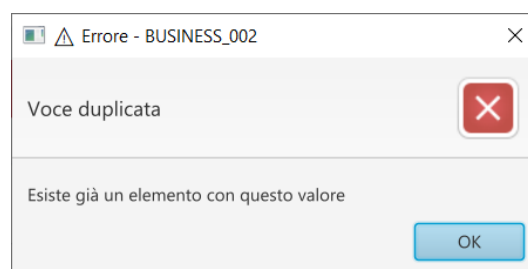 ⚠ Errore - BUSINESS_002
Voce duplicata
Esiste già un elemento con questo valore
OK